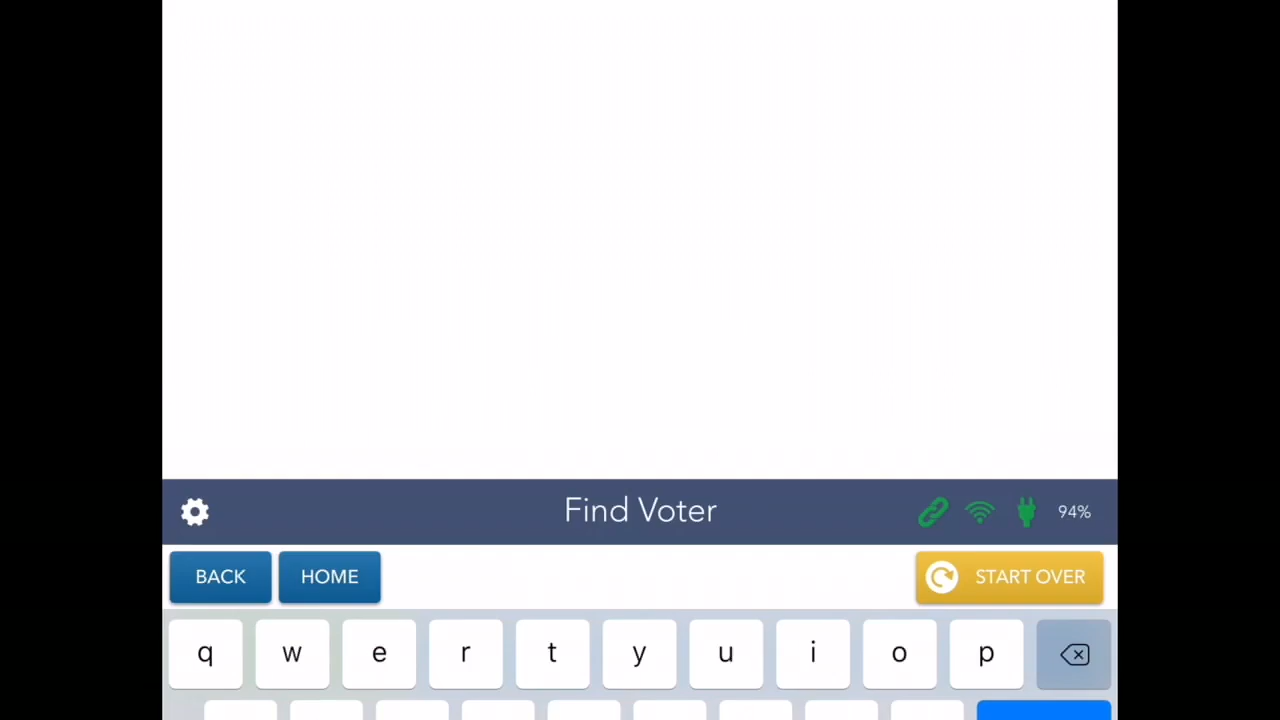 Find Voter
94%
BACK
HOME
START OVER
q w e r t y u i o p